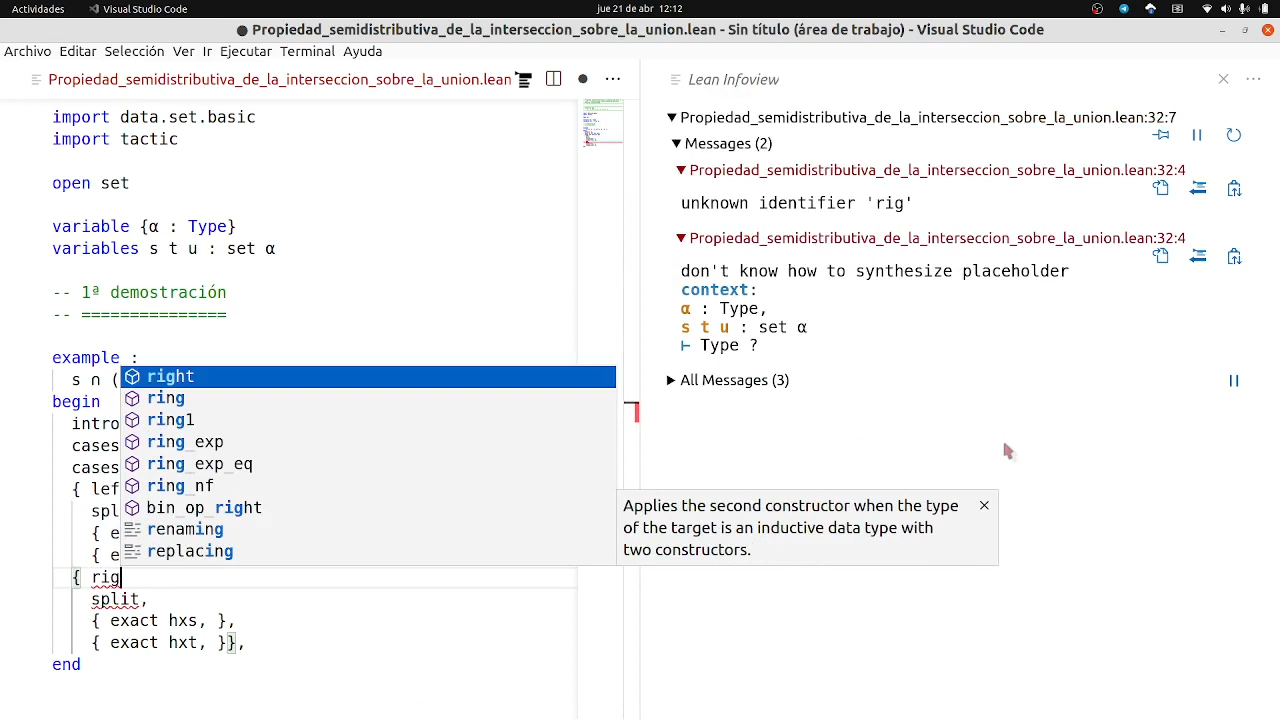 Actividades
Visual Studio Code
jue 21 de abr 12:12
Propiedad_semidistributiva_de_la_interseccion_sobre_la_union.lean - Sin título (área de trabajo) - Visual Studio Code
Archivo Editar Selección Ver Ir Ejecutar Terminal Ayuda
Propiedad_semidistributiva_de_la_interseccion_sobre_la_union.lean
import data.set.basic
import tactic
open set
variable {α : Type}
variables s t u : set α
-- 1ª demostración
-- ===============
example :
s ∩ (
begin
intro
cases
cases
{ lef
spl
{ e
{ e
{ rig
split,
{ exact hxs, },
{ exact hxt, }},
end
right
ring
ring1
ring_exp
ring_exp_eq
ring_nf
bin_op_right
renaming
replacing
Applies the second constructor when the type
of the target is an inductive data type with
two constructors.
Lean Infoview
Propiedad_semidistributiva_de_la_interseccion_sobre_la_union.lean:32:7
Messages (2)
Propiedad_semidistributiva_de_la_interseccion_sobre_la_union.lean:32:4
unknown identifier 'rig'
Propiedad_semidistributiva_de_la_interseccion_sobre_la_union.lean:32:4
don't know how to synthesize placeholder
context:
α : Type,
s t u : set α
⊢ Type ?
All Messages (3)